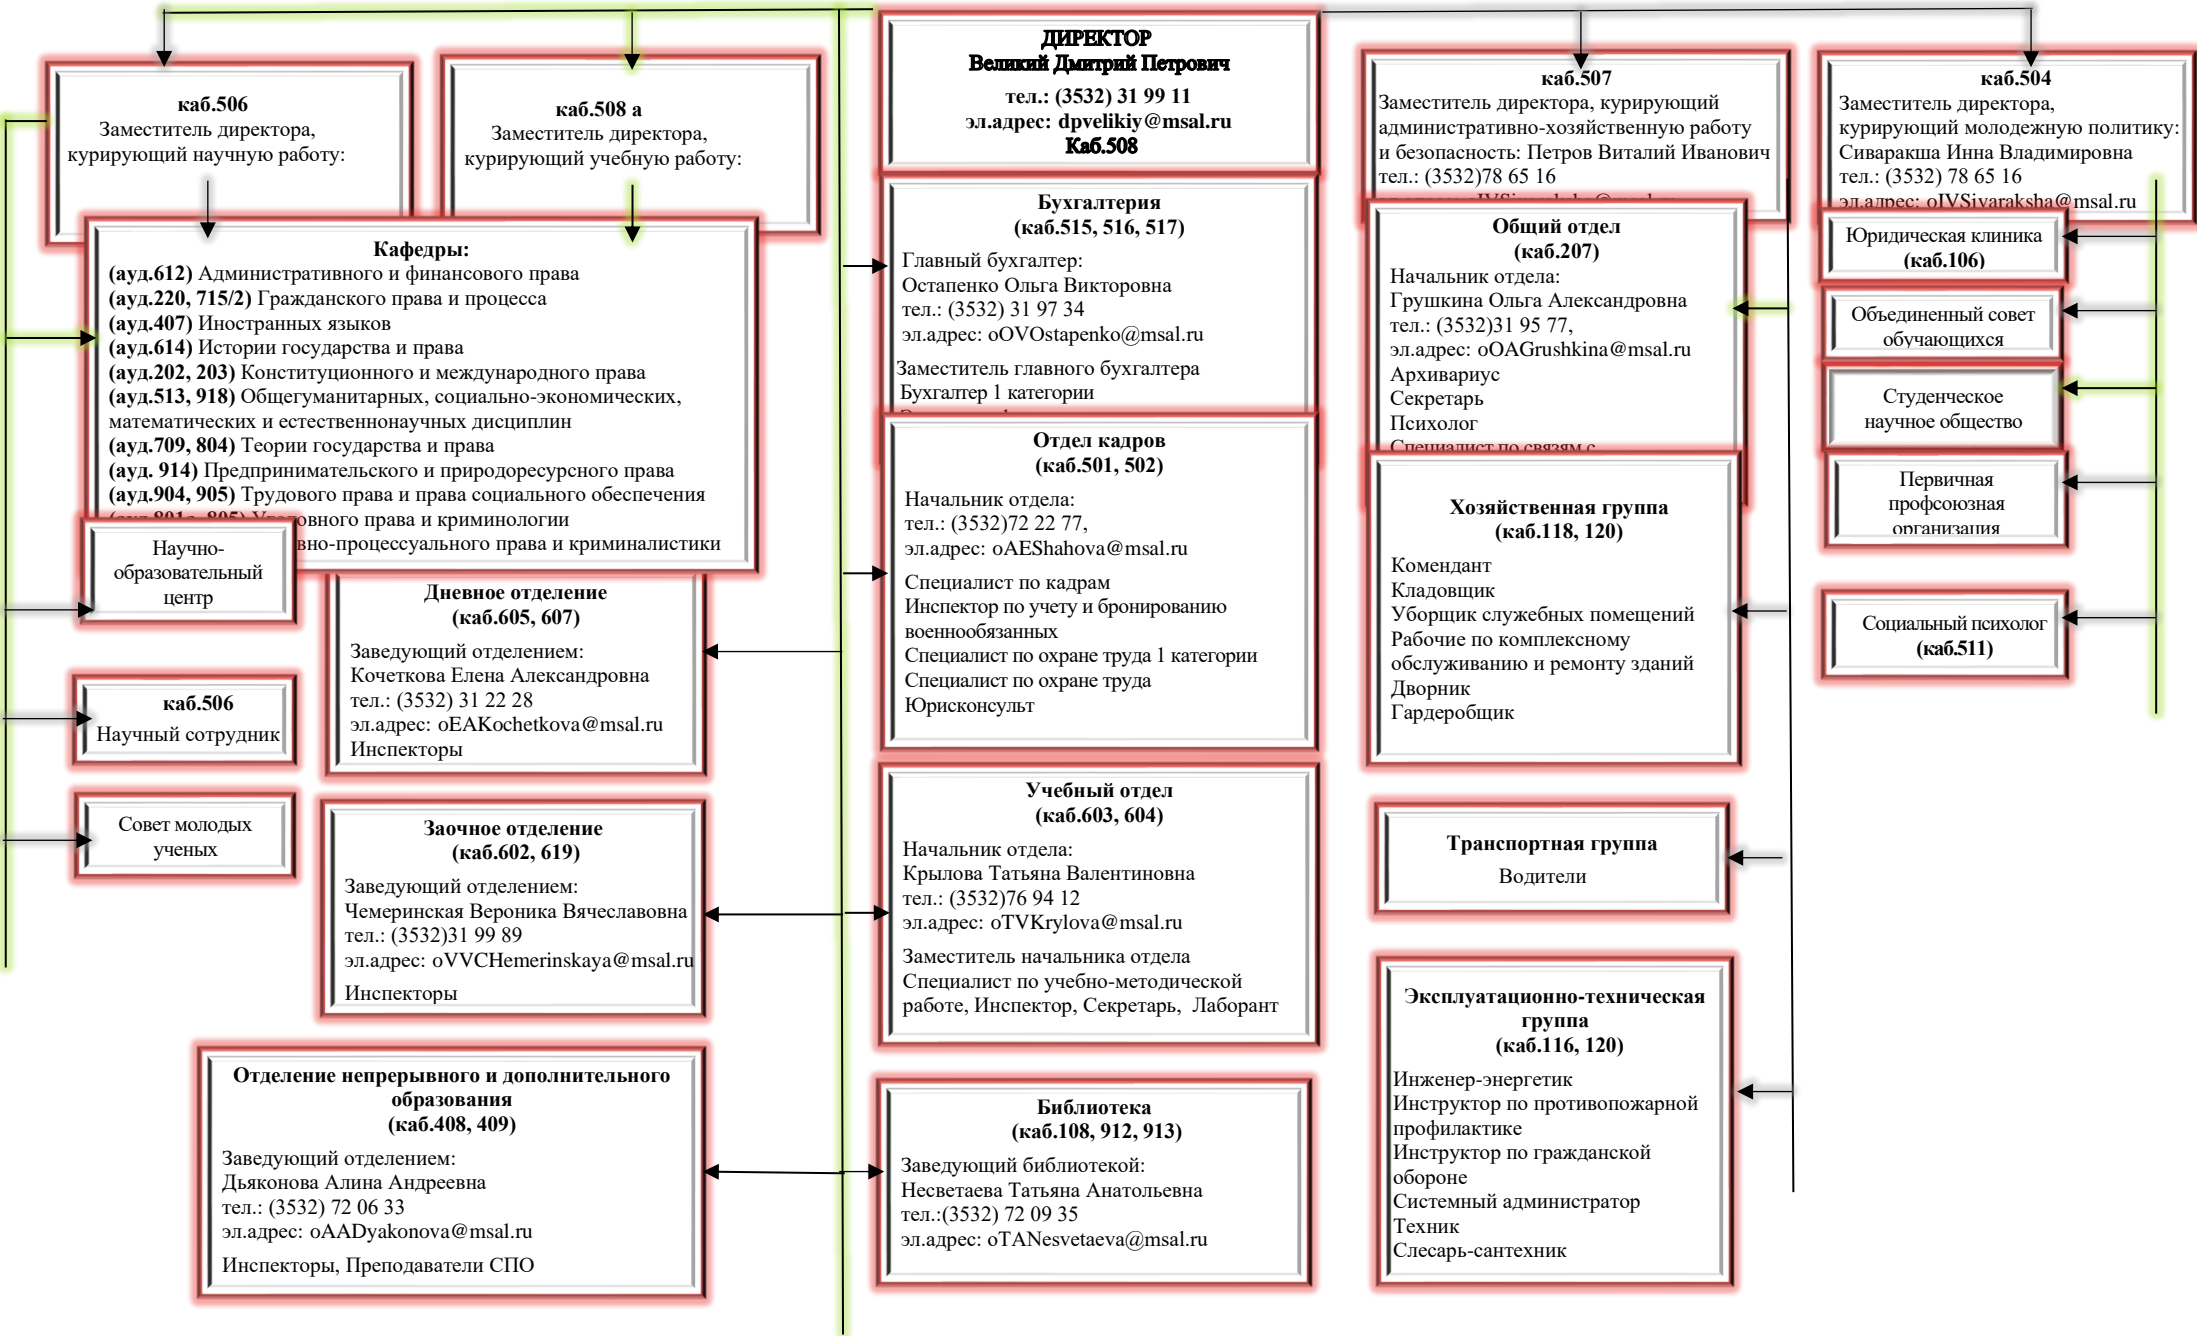 ДИРЕКТОР
Великий Дмитрий Петрович
тел.: (3532) 31 99 11
эл.адрес: dpvelikiy@msal.ru
Каб.508
каб.506
Заместитель директора,
курирующий научную работу:
каб.508 а
Заместитель директора,
курирующий учебную работу:
каб.507
Заместитель директора, курирующий
административно-хозяйственную работу
и безопасность: Петров Виталий Иванович
тел.: (3532)78 65 16
каб.504
Заместитель директора,
курирующий молодежную политику:
Сиваракша Инна Владимировна
тел.: (3532) 78 65 16
эл.адрес: oIVSivaraksha@msal.ru
Кафедры:
(ауд.612) Административного и финансового права
(ауд.220, 715/2) Гражданского права и процесса
(ауд.407) Иностранных языков
(ауд.614) Истории государства и права
(ауд.202, 203) Конституционного и международного права
(ауд.513, 918) Общегуманитарных, социально-экономических,
математических и естественнонаучных дисциплин
(ауд.709, 804) Теории государства и права
(ауд. 914) Предпринимательского и природоресурсного права
(ауд.904, 905) Трудового права и права социального обеспечения
права и криминологии
вно-процессуального права и криминалистики
Научно-
образовательный
центр
каб.506
Научный сотрудник
Совет молодых
ученых
Дневное отделение
(каб.605, 607)
Заведующий отделением:
Кочеткова Елена Александровна
тел.: (3532) 31 22 28
эл.адрес: oEAKochetkova@msal.ru
Инспекторы
Заочное отделение
(каб.602, 619)
Заведующий отделением:
Чемеринская Вероника Вячеславовна
тел.: (3532)31 99 89
эл.адрес: oVVCHemerinskaya@msal.ru
Инспекторы
Отделение непрерывного и дополнительного
образования
(каб.408, 409)
Заведующий отделением:
Дьяконова Алина Андреевна
тел.: (3532) 72 06 33
эл.адрес: oAADyakonova@msal.ru
Инспекторы, Преподаватели СПО
Бухгалтерия
(каб.515, 516, 517)
Главный бухгалтер:
Остапенко Ольга Викторовна
тел.: (3532) 31 97 34
эл.адрес: oOVOstapenko@msal.ru
Заместитель главного бухгалтера
Бухгалтер 1 категории
Отдел кадров
(каб.501, 502)
Начальник отдела:
тел.: (3532)72 22 77,
эл.адрес: oAEShahova@msal.ru
Специалист по кадрам
Инспектор по учету и бронированию
военнообязанных
Специалист по охране труда 1 категории
Специалист по охране труда
Юрисконсульт
Учебный отдел
(каб.603, 604)
Начальник отдела:
Крылова Татьяна Валентиновна
тел.: (3532)76 94 12
эл.адрес: oTVKrylova@msal.ru
Заместитель начальника отдела
Специалист по учебно-методической
работе, Инспектор, Секретарь, Лаборант
Библиотека
(каб.108, 912, 913)
Заведующий библиотекой:
Несветаева Татьяна Анатольевна
тел.:(3532) 72 09 35
эл.адрес: oTANesvetaeva@msal.ru
Общий отдел
(каб.207)
Начальник отдела:
Грушкина Ольга Александровна
тел.: (3532)31 95 77,
эл.адрес: oOAGrushkina@msal.ru
Архивариус
Секретарь
Психолог
Специалист по связям с
Хозяйственная группа
(каб.118, 120)
Комендант
Кладовщик
Уборщик служебных помещений
Рабочие по комплексному
обслуживанию и ремонту зданий
Дворник
Гардеробщик
Транспортная группа
Водители
Эксплуатационно-техническая
группа
(каб.116, 120)
Инженер-энергетик
Инструктор по противопожарной
профилактике
Инструктор по гражданской
обороне
Системный администратор
Техник
Слесарь-сантехник
Юридическая клиника
(каб.106)
Объединенный совет
обучающихся
Студенческое
научное общество
Первичная
профсоюзная
организация
Социальный психолог
(каб.511)